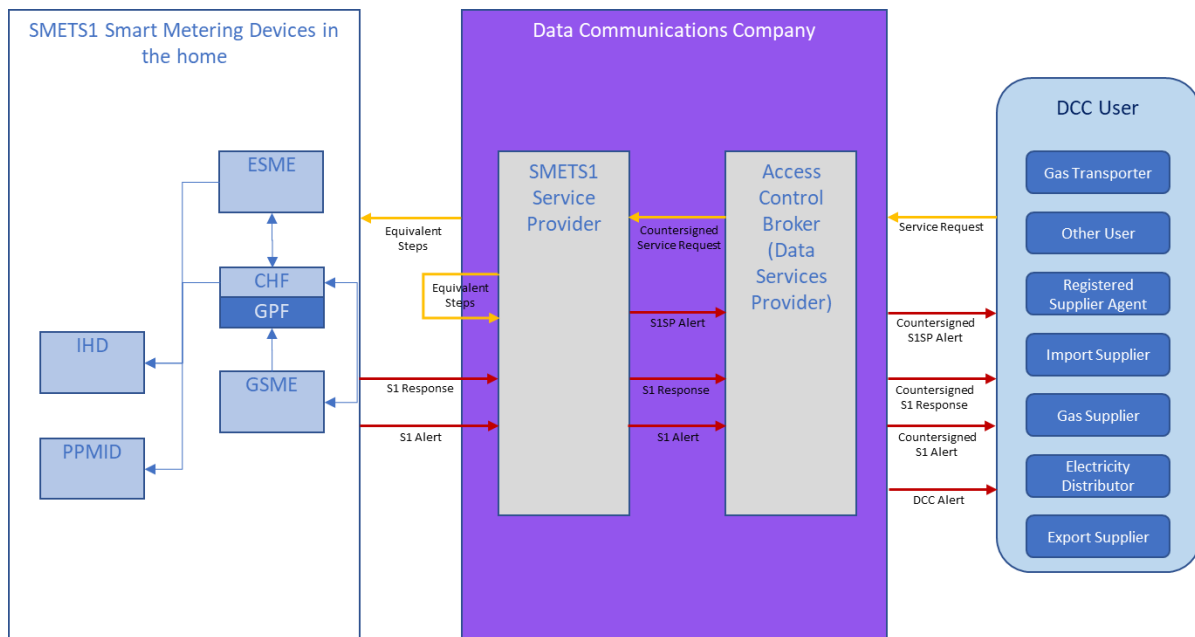 SMETS1 Smart Metering Devices in
the home
ESME
CHF
GPF
IHD
GSME
PPMID
Equivalent
Steps
S1 Response
S1 Alert
Data Communications Company
SMETS1
Service
Provider
Equivalent
Steps
Countersigned
Service Request
S1SP Alert
S1 Response
S1 Alert
Access
Control
Broker
(Data
Services
Provider)
Service Request
Countersigned
S1SP Alert
Countersigned
S1 Response
Countersigned
S1 Alert
DCC Alert
DCC User
Gas Transporter
Other User
Registered
Supplier Agent
Import Supplier
Gas Supplier
Electricity
Distributor
Export Supplier